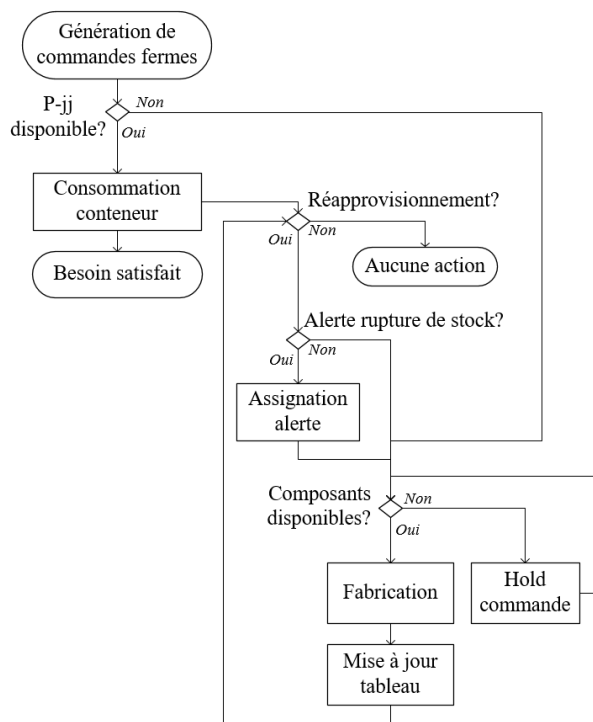 Génération de
commandes fermes
P-jj
disponible?
Non
Oui
Consommation
conteneur
Réapprovisionnement?
Oui
Non
Besoin satisfait
Aucune action
Alerte rupture de stock?
Oui
Non
Assignation
alerte
Composants
disponibles?
Non
Oui
Fabrication
Hold
commande
Mise à jour
tableau